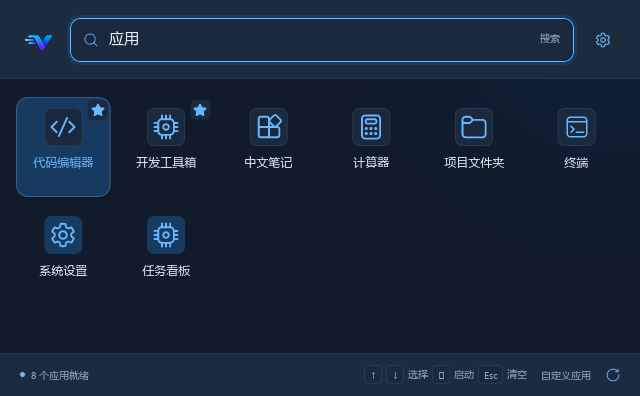 应用 搜索
代码编辑器 开发工具箱 中文笔记 计算器 项目文件夹 终端
系统设置 任务看板
8 个应用就绪 ↑ ↓ 选择 启动 Esc 清空 自定义应用